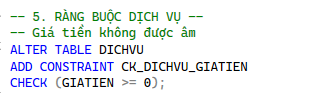 -- 5. RÀNG BUỘC DỊCH VỤ --
-- Giá tiền không được âm
ALTER TABLE DICHVU
ADD CONSTRAINT CK_DICHVU_GIATIEN
CHECK (GIATIEN >= 0);